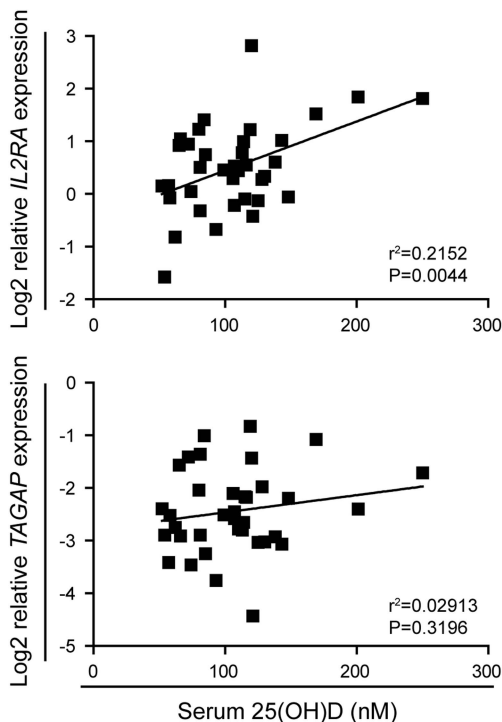 Log2 relative IL2RA expression
3
2
1
0
-1
-2
r²=0.2152
P=0.0044
0
100
200
300
Log2 relative TAGAP expression
0
-1
-2
-3
-4
-5
r²=0.02913
P=0.3196
0
100
200
300
Serum 25(OH)D (nM)